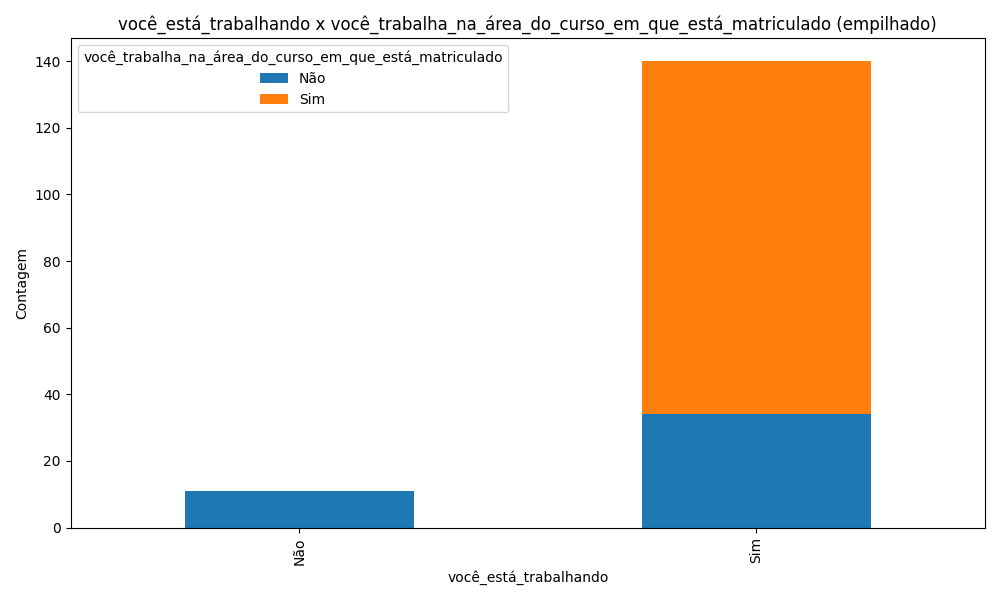 você_está_trabalhando x você_trabalha_na_área_do_curso_em_que_está_matriculado (empilhado)
você_trabalha_na_área_do_curso_em_que_está_matriculado
Não
Sim
Contagem
140
120
100
80
60
40
20
0
Não
Sim
você_está_trabalhando